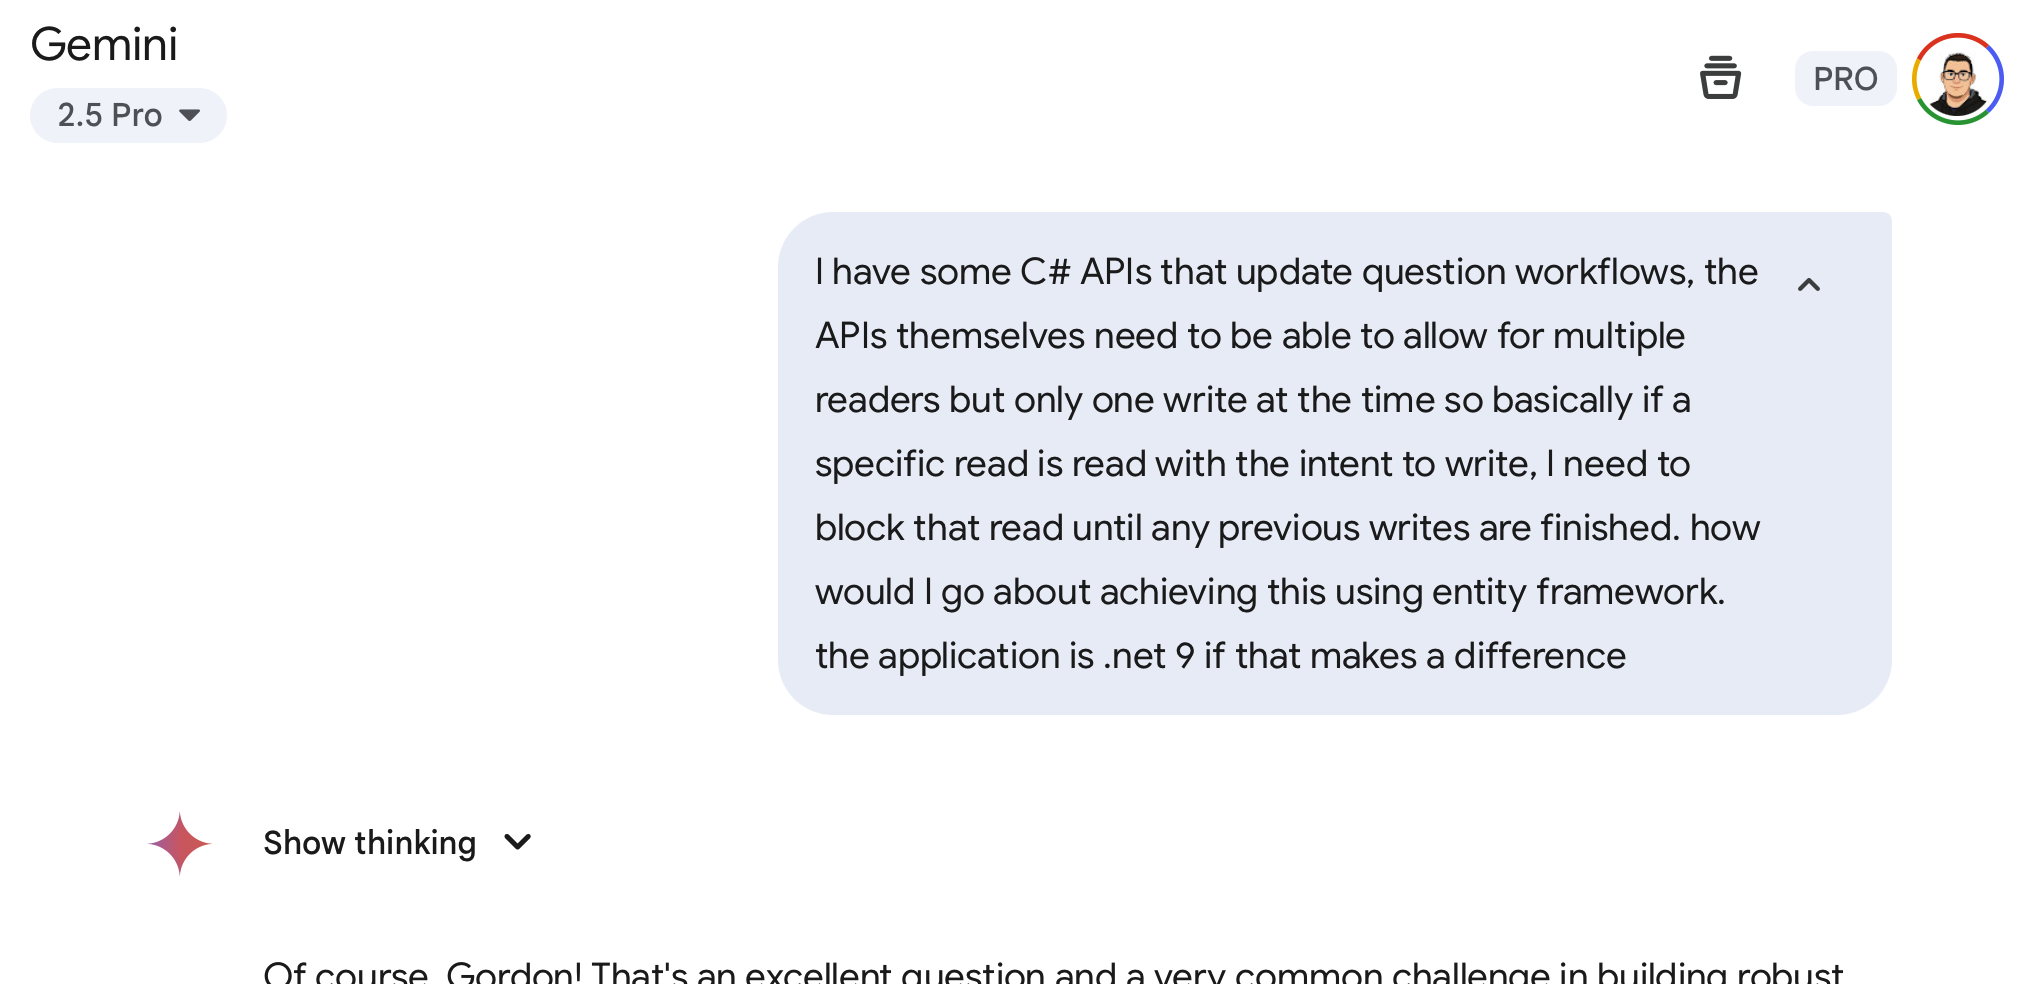 Gemini
2.5 Pro
PRO
I have some C# APIs that update question workflows, the
APIs themselves need to be able to allow for multiple
readers but only one write at the time so basically if a
specific read is read with the intent to write, I need to
block that read until any previous writes are finished. how
would I go about achieving this using entity framework.
the application is .net 9 if that makes a difference
Show thinking
Of course, Gordon! That's an excellent question and a very common challenge in building robust